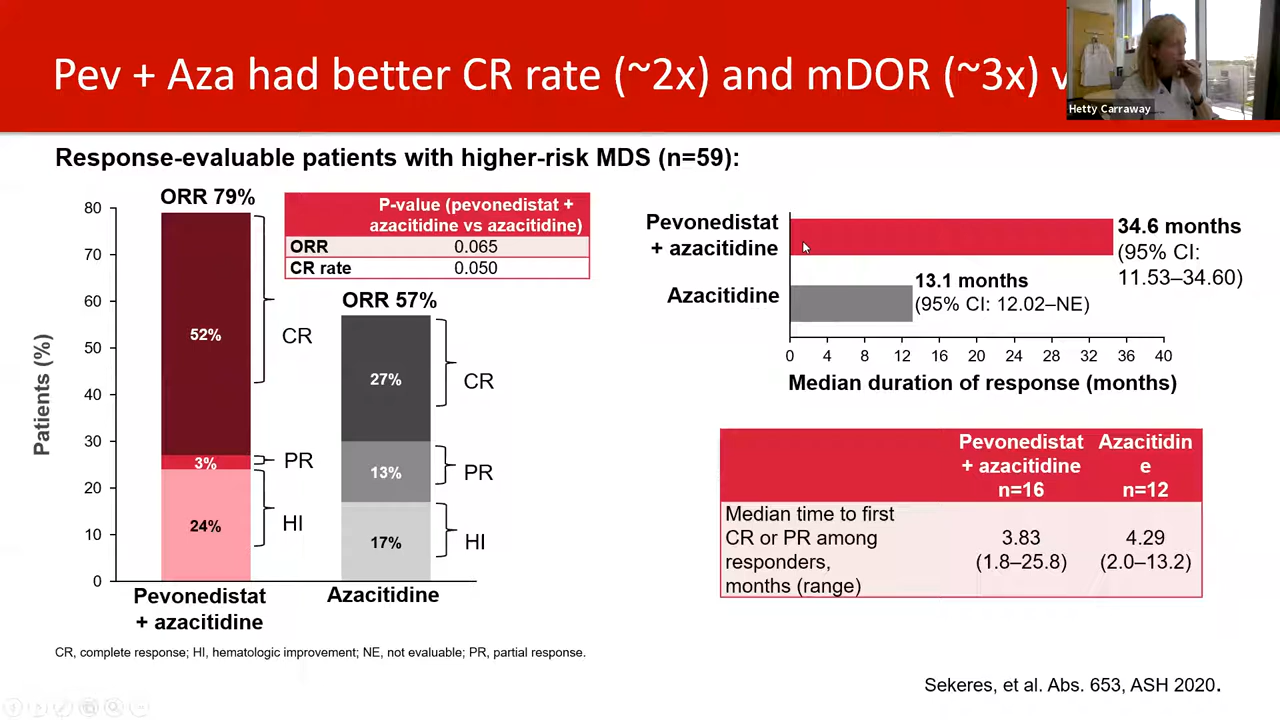 Pev + Aza had better CR rate (~2x) and mDOR (~3x) v
Hetty Carraway
Response-evaluable patients with higher-risk MDS (n=59):
ORR 79%
80
70
60
50
40
30
20
10
0
Patients (%)
52%
3%
24%
CR
PR
HI
Pevonedistat
+ azacitidine
P-value (pevonedistat +
azacitidine vs azacitidine)
ORR 0.065
CR rate 0.050
ORR 57%
27%
13%
17%
CR
PR
HI
Azacitidine
Pevonedistat
+ azacitidine
34.6 months
(95% CI:
11.53–34.60)
Azacitidine
13.1 months
(95% CI: 12.02–NE)
0 4 8 12 16 20 24 28 32 36 40
Median duration of response (months)
Pevonedistat
+ azacitidine
n=16
Azacitidin
e
n=12
Median time to first
CR or PR among
responders,
months (range)
3.83
(1.8–25.8)
4.29
(2.0–13.2)
CR, complete response; HI, hematologic improvement; NE, not evaluable; PR, partial response.
Sekeres, et al. Abs. 653, ASH 2020.